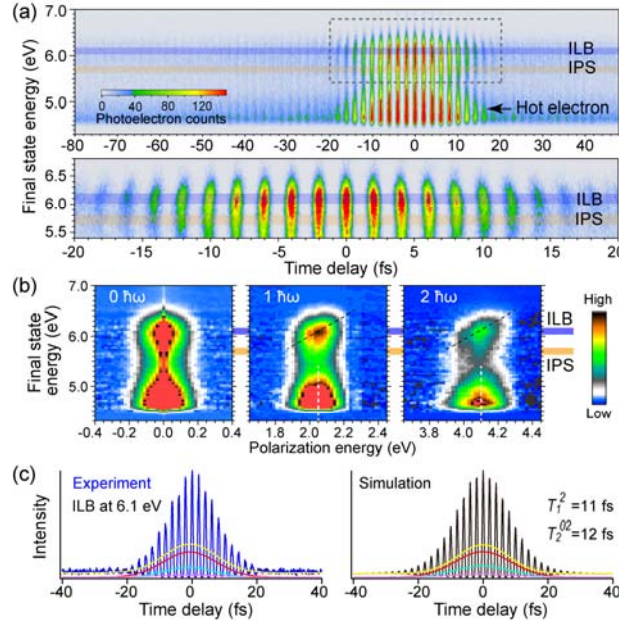 (a)
7.0
6.0
5.0
Final state energy (eV)
ILB
IPS
0 40 80 120
Photoelectron counts
Hot electron
-80 -70 -60 -50 -40 -30 -20 -10 0 10 20 30 40 50
6.5
6.0
5.5
ILB
IPS
-20 -15 -10 -5 0 5 10 15 20
Time delay (fs)
(b)
7.0
6.0
5.0
Final state
energy (eV)
0 ħω
1 ħω
2 ħω
ILB
IPS
High
Low
-0.4 -0.2 0.0 0.2 0.4
1.8 2.0 2.2 2.4
3.8 4.0 4.2 4.4
Polarization energy (eV)
(c)
Intensity
Experiment
ILB at 6.1 eV
Simulation
T₁² =11 fs
T₂⁰² =12 fs
-40 -20 0 20 40
-40 -20 0 20 40
Time delay (fs)
Time delay (fs)